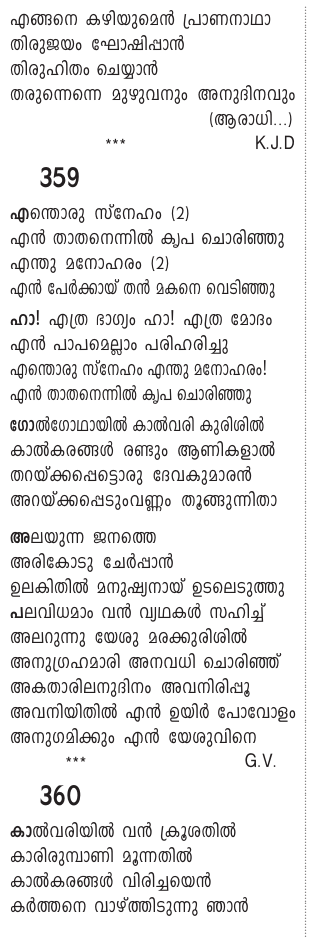 എങ്ങനെ കഴിയുമെൻ പ്രാണനാഥാ
തിരുജയം ഘോഷിപ്പാൻ
തിരുഹിതം ചെയ്യാൻ
തരുന്നെന്നെ മുഴുവനും അനുദിനവും
(ആരാധി...)
*** K.J.D
359
എന്തൊരു സ്നേഹം (2)
എൻ താതനെന്നിൽ കൃപ ചൊരിഞ്ഞു
എന്തു മനോഹരം (2)
എൻ പേർക്കായ് തൻ മകനെ വെടിഞ്ഞു
ഹാ! എത്ര ഭാഗ്യം ഹാ! എത്ര മോദം
എൻ പാപമെല്ലാം പരിഹരിച്ചു
എന്തൊരു സ്നേഹം എന്തു മനോഹരം!
എൻ താതനെന്നിൽ കൃപ ചൊരിഞ്ഞു
ഗോൽഗോഥായിൽ കാൽവരി കുരിശിൽ
കാൽകരങ്ങൾ രണ്ടും ആണികളാൽ
തറയ്ക്കപ്പെട്ടൊരു ദേവകുമാരൻ
അറയ്ക്കപ്പെടുംവണ്ണം തൂങ്ങുന്നിതാ
അലയുന്ന ജനത്തെ
അരികോടു ചേർപ്പാൻ
ഉലകിതിൽ മനുഷ്യനായ് ഉടലെടുത്തു
പലവിധമാം വൻ വ്യഥകൾ സഹിച്ച്
അലറുന്നു യേശു മരക്കുരിശിൽ
അനുഗ്രഹമാരി അനവധി ചൊരിഞ്ഞ്
അകതാരിലനുദിനം അവനിരിപ്പൂ
അവനിയിതിൽ എൻ ഉയിർ പോവോളം
അനുഗമിക്കും എൻ യേശുവിനെ
*** G.V.
360
കാൽവരിയിൽ വൻ ക്രൂശതിൽ
കാരിരുമ്പാണി മൂന്നതിൽ
കാൽകരങ്ങൾ വിരിച്ചയെൻ
കർത്തനെ വാഴ്ത്തിടുന്നു ഞാൻ